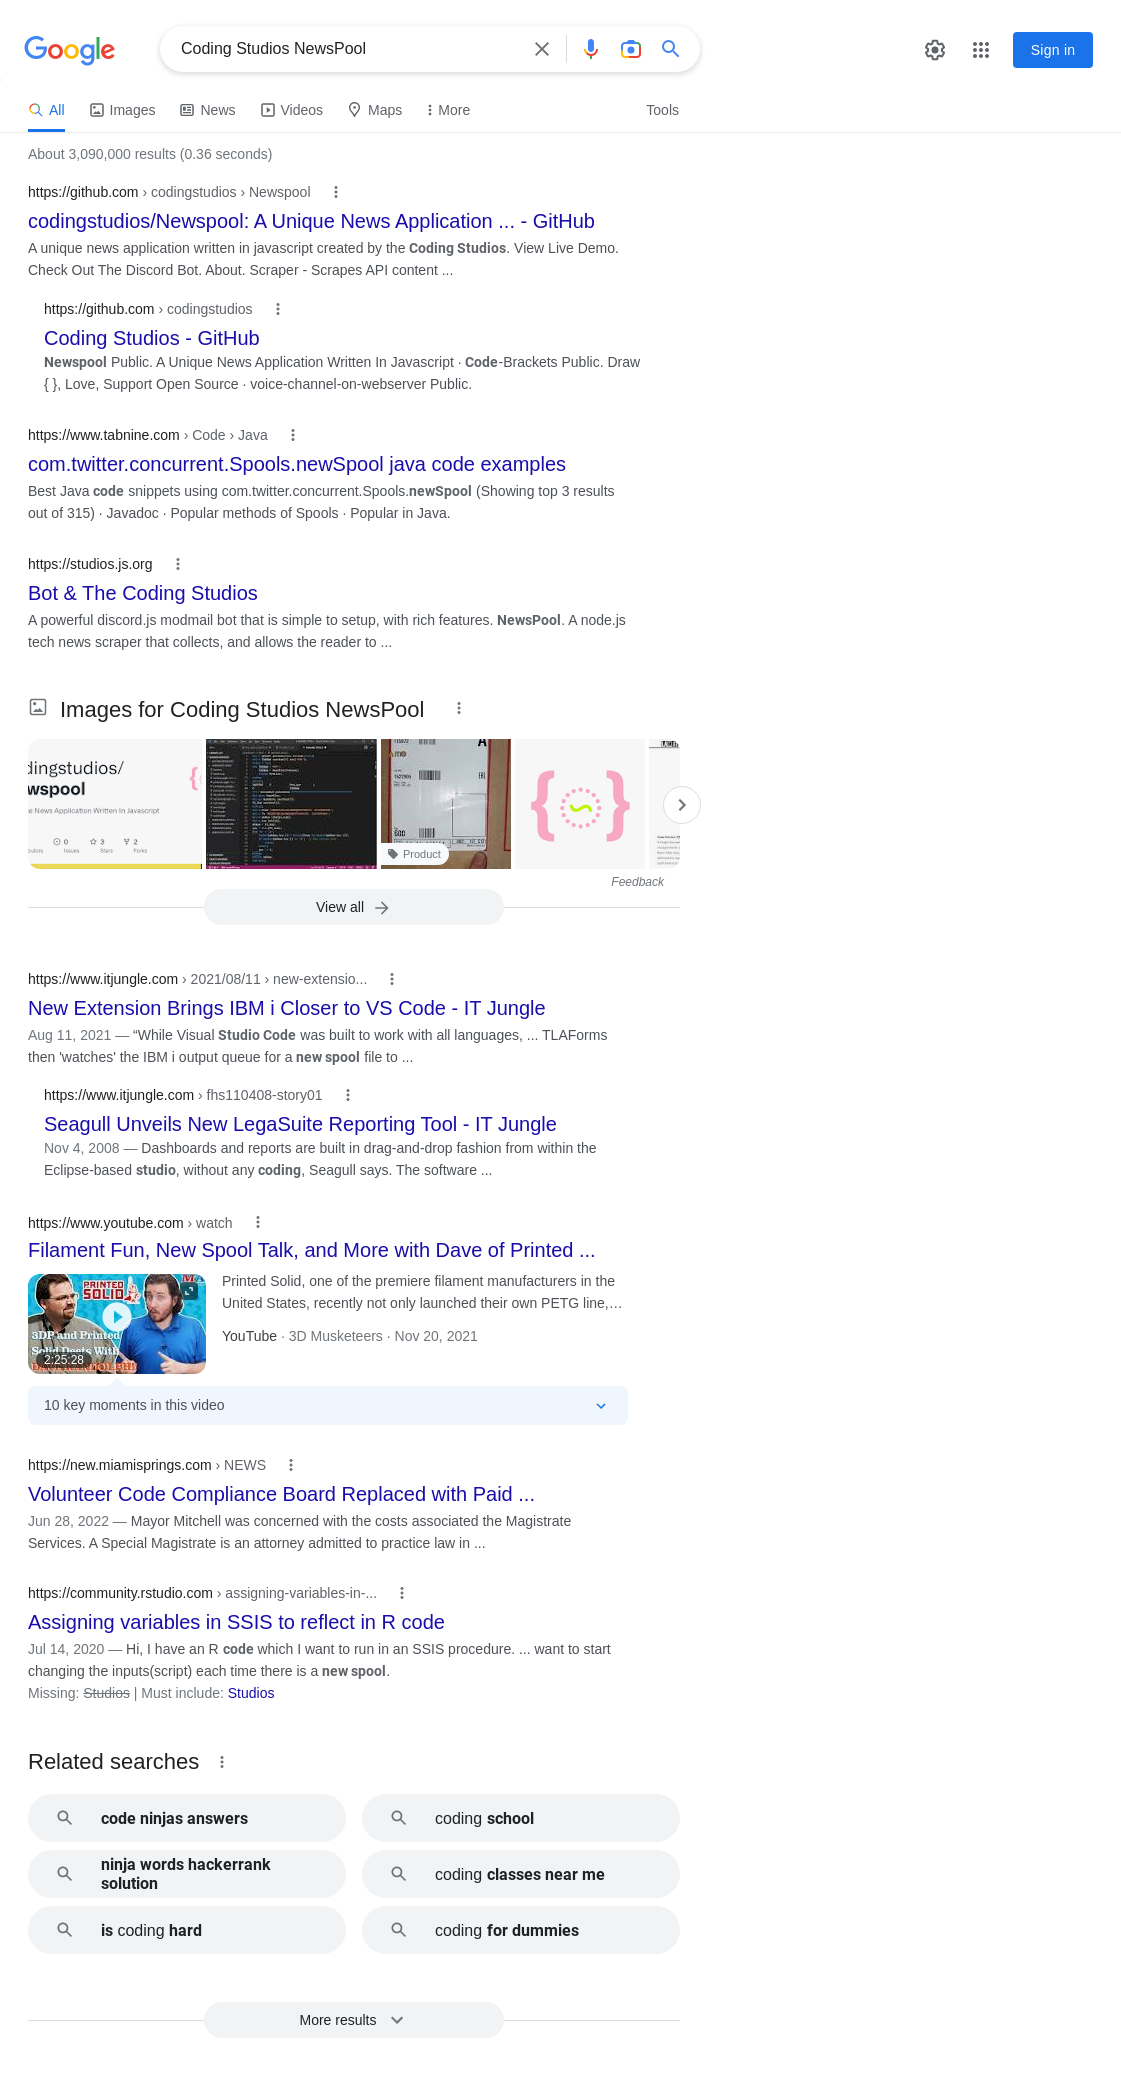 Google
Coding Studios NewsPool
Sign in
All Images News Videos Maps More Tools
About 3,090,000 results (0.36 seconds)
https://github.com › codingstudios › Newspool
codingstudios/Newspool: A Unique News Application ... - GitHub
A unique news application written in javascript created by the Coding Studios. View Live Demo.
Check Out The Discord Bot. About. Scraper - Scrapes API content ...
https://github.com › codingstudios
Coding Studios - GitHub
Newspool Public. A Unique News Application Written In Javascript · Code-Brackets Public. Draw
{ }, Love, Support Open Source · voice-channel-on-webserver Public.
https://www.tabnine.com › Code › Java
com.twitter.concurrent.Spools.newSpool java code examples
Best Java code snippets using com.twitter.concurrent.Spools.newSpool (Showing top 3 results
out of 315) · Javadoc · Popular methods of Spools · Popular in Java.
https://studios.js.org
Bot & The Coding Studios
A powerful discord.js modmail bot that is simple to setup, with rich features. NewsPool. A node.js
tech news scraper that collects, and allows the reader to ...
Images for Coding Studios NewsPool
dingstudios/
wspool
e News Application Written In Javascript
0 3 2
Issues Stars Forks
Product
Feedback
View all
https://www.itjungle.com › 2021/08/11 › new-extensio...
New Extension Brings IBM i Closer to VS Code - IT Jungle
Aug 11, 2021 — “While Visual Studio Code was built to work with all languages, ... TLAForms
then 'watches' the IBM i output queue for a new spool file to ...
https://www.itjungle.com › fhs110408-story01
Seagull Unveils New LegaSuite Reporting Tool - IT Jungle
Nov 4, 2008 — Dashboards and reports are built in drag-and-drop fashion from within the
Eclipse-based studio, without any coding, Seagull says. The software ...
https://www.youtube.com › watch
Filament Fun, New Spool Talk, and More with Dave of Printed ...
PRINTED
SOLID
3DP and Printed
Solid Deets With
2:25:28
Printed Solid, one of the premiere filament manufacturers in the
United States, recently not only launched their own PETG line,…
YouTube · 3D Musketeers · Nov 20, 2021
10 key moments in this video
https://new.miamisprings.com › NEWS
Volunteer Code Compliance Board Replaced with Paid ...
Jun 28, 2022 — Mayor Mitchell was concerned with the costs associated the Magistrate
Services. A Special Magistrate is an attorney admitted to practice law in ...
https://community.rstudio.com › assigning-variables-in-...
Assigning variables in SSIS to reflect in R code
Jul 14, 2020 — Hi, I have an R code which I want to run in an SSIS procedure. ... want to start
changing the inputs(script) each time there is a new spool.
Missing: Studios | Must include: Studios
Related searches
code ninjas answers
coding school
ninja words hackerrank
solution
coding classes near me
is coding hard
coding for dummies
More results